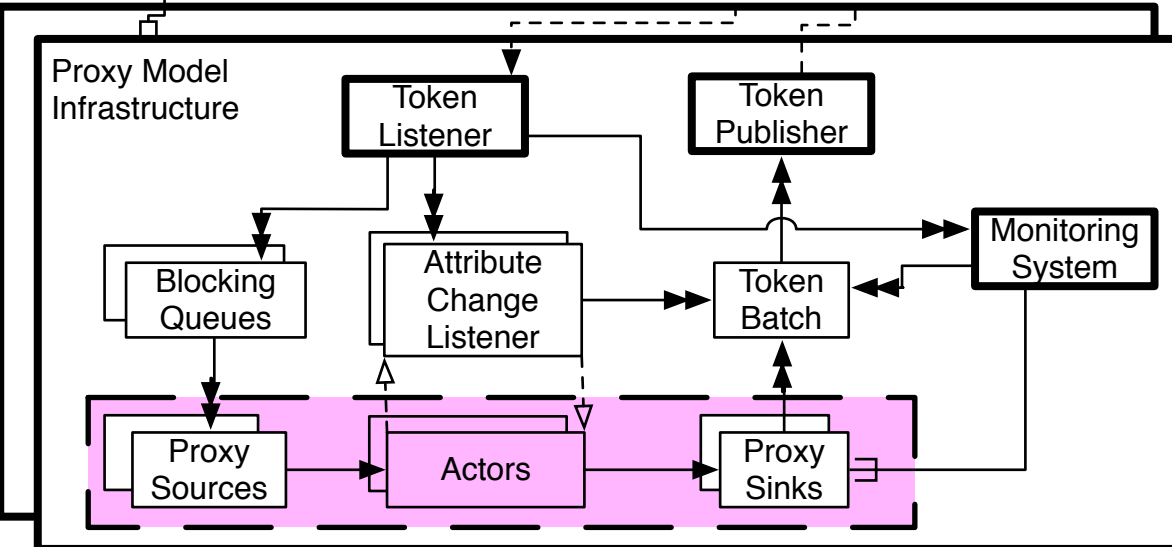 Proxy Model
Infrastructure
Token
Listener
Token
Publisher
Monitoring
System
Blocking
Queues
Attribute
Change
Listener
Token
Batch
Proxy
Sources
Actors
Proxy
Sinks